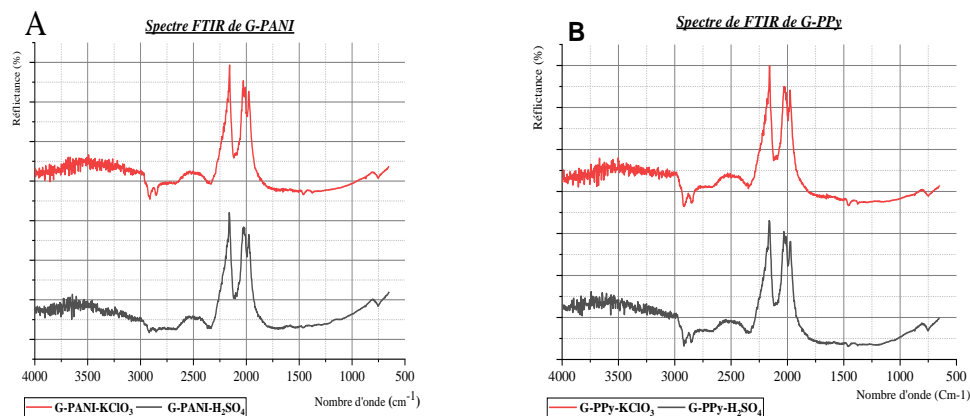 A
Spectre FTIR de G-PANI
Réflictance (%)
4000 3500 3000 2500 2000 1500 1000 500
Nombre d'onde (cm⁻¹)
G-PANI-KClO₃ G-PANI-H₂SO₄
B
Spectre de FTIR de G-PPy
Réflictance (%)
4000 3500 3000 2500 2000 1500 1000 500
Nombre d'onde (Cm-¹)
G-PPy-KClO₃ G-PPy-H₂SO₄